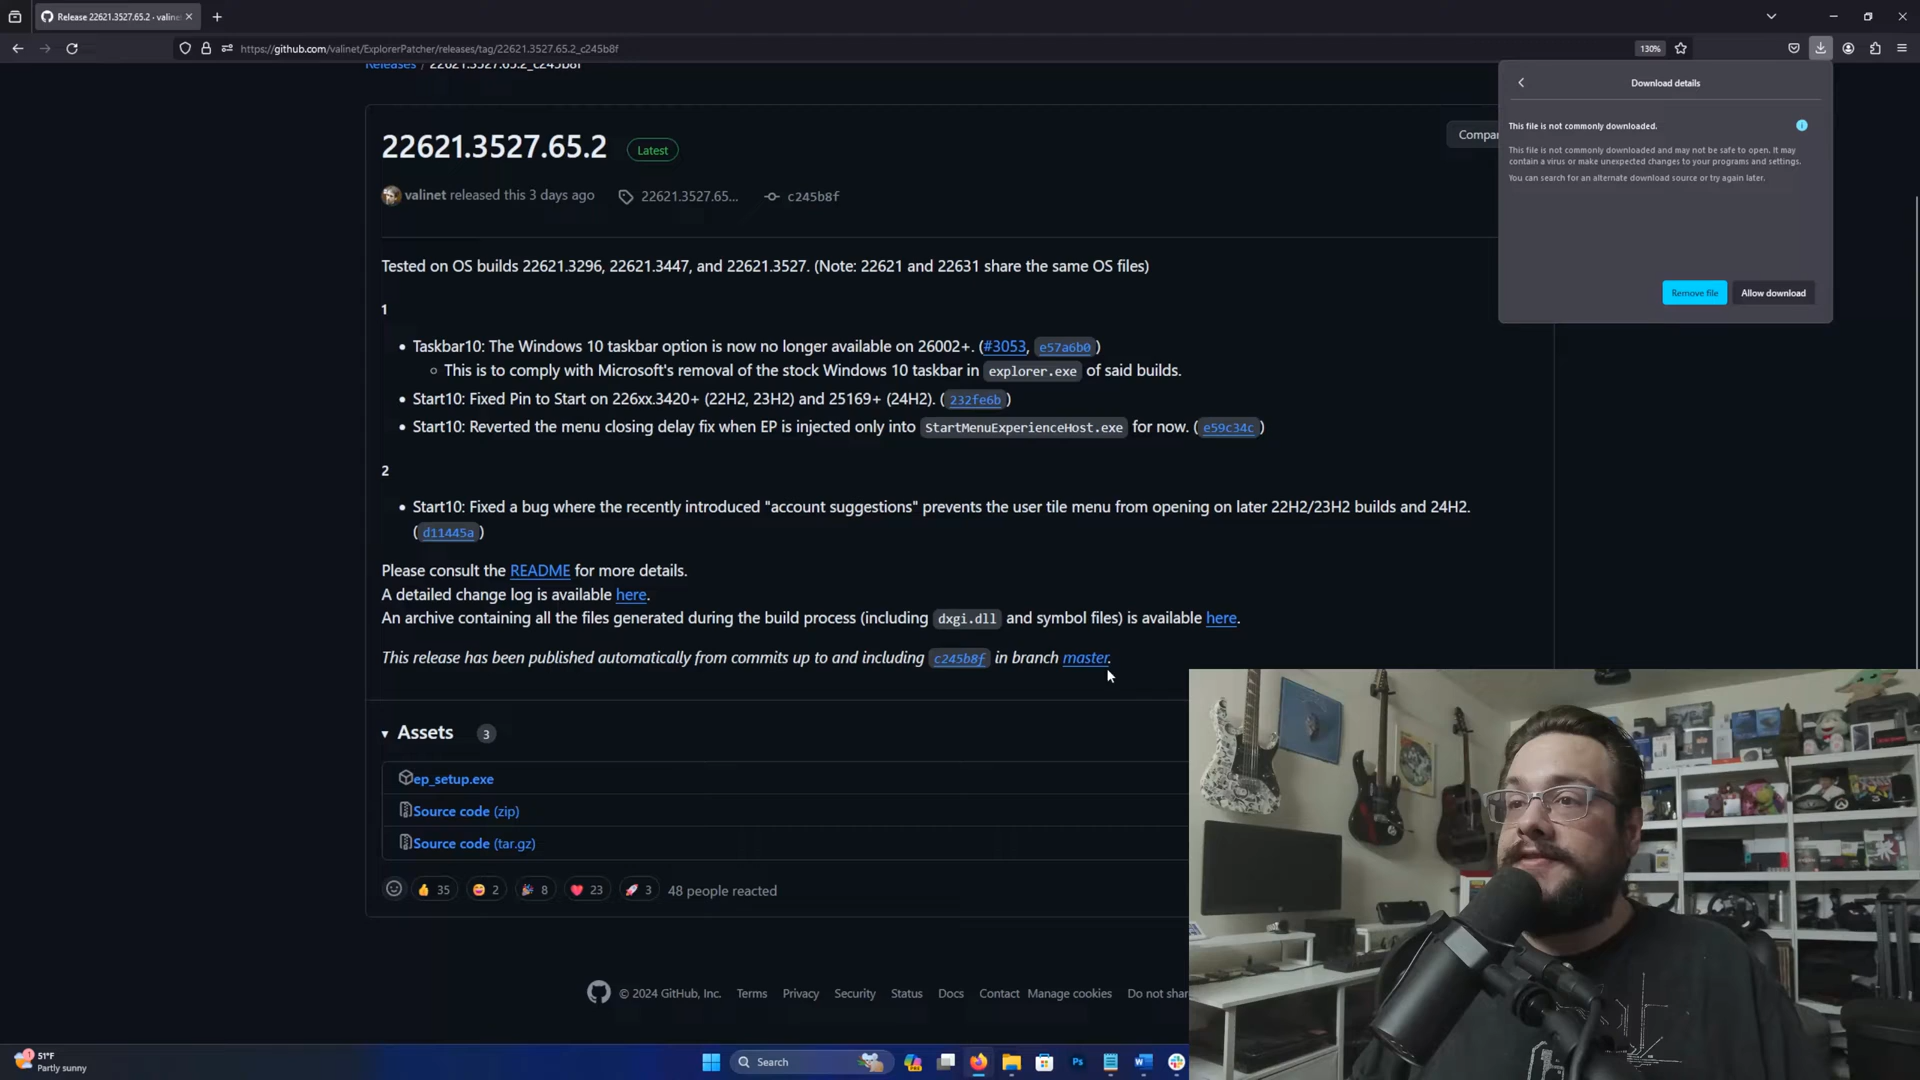 Release 22621.3527.65.2 · valine
https://github.com/valinet/ExplorerPatcher/releases/tag/22621.3527.65.2_c245b8f
130%
Releases / 22621.3527.65.2_c245b8f
Download details
This file is not commonly downloaded.
This file is not commonly downloaded and may not be safe to open. It may
contain a virus or make unexpected changes to your programs and settings.
You can search for an alternate download source or try again later.
Remove file Allow download
22621.3527.65.2 Latest
Compar
valinet released this 3 days ago 22621.3527.65... c245b8f
Tested on OS builds 22621.3296, 22621.3447, and 22621.3527. (Note: 22621 and 22631 share the same OS files)
1
• Taskbar10: The Windows 10 taskbar option is now no longer available on 26002+. (#3053, e57a6b0)
This is to comply with Microsoft's removal of the stock Windows 10 taskbar in explorer.exe of said builds.
• Start10: Fixed Pin to Start on 226xx.3420+ (22H2, 23H2) and 25169+ (24H2). (232fe6b)
• Start10: Reverted the menu closing delay fix when EP is injected only into StartMenuExperienceHost.exe for now. (e59c34c)
2
• Start10: Fixed a bug where the recently introduced "account suggestions" prevents the user tile menu from opening on later 22H2/23H2 builds and 24H2.
(d11445a)
Please consult the README for more details.
A detailed change log is available here.
An archive containing all the files generated during the build process (including dxgi.dll and symbol files) is available here.
This release has been published automatically from commits up to and including c245b8f in branch master.
Assets 3
ep_setup.exe
Source code (zip)
Source code (tar.gz)
35 2 8 23 3 48 people reacted
© 2024 GitHub, Inc. Terms Privacy Security Status Docs Contact Manage cookies Do not shar
51°F
Partly sunny
Search
PRE
Ps